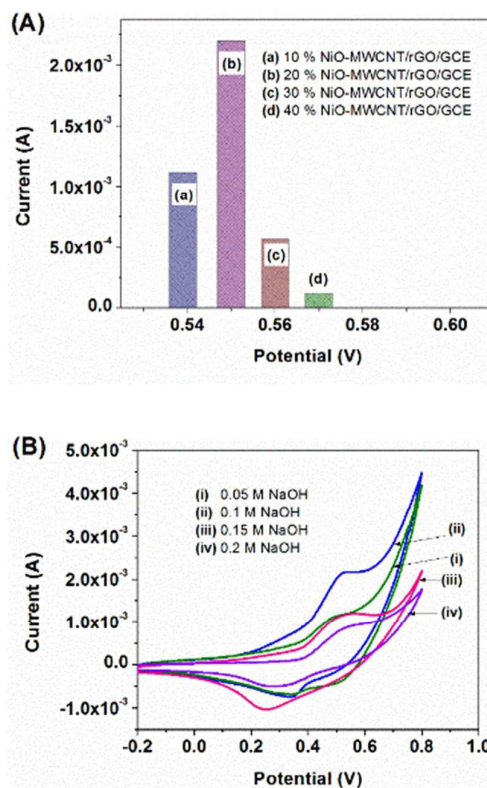 (A)
(a) 10 % NiO-MWCNT/rGO/GCE
(b) 20 % NiO-MWCNT/rGO/GCE
(c) 30 % NiO-MWCNT/rGO/GCE
(d) 40 % NiO-MWCNT/rGO/GCE
2.0x10⁻³
1.5x10⁻³
1.0x10⁻³
5.0x10⁻⁴
0.0
Current (A)
(a)
(b)
(c)
(d)
0.54 0.56 0.58 0.60
Potential (V)
(B)
(i) 0.05 M NaOH
(ii) 0.1 M NaOH
(iii) 0.15 M NaOH
(iv) 0.2 M NaOH
5.0x10⁻³
4.0x10⁻³
3.0x10⁻³
2.0x10⁻³
1.0x10⁻³
0.0
-1.0x10⁻³
Current (A)
(ii)
(i)
(iii)
(iv)
-0.2 0.0 0.2 0.4 0.6 0.8 1.0
Potential (V)